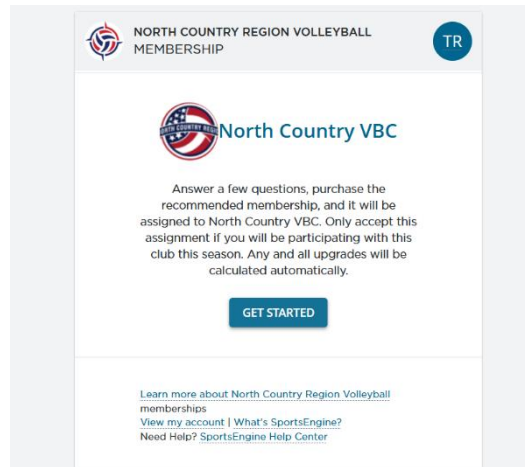 NORTH COUNTRY REGION VOLLEYBALL
MEMBERSHIP
TR
NORTH COUNTRY REGI
North Country VBC
Answer a few questions, purchase the
recommended membership, and it will be
assigned to North Country VBC. Only accept this
assignment if you will be participating with this
club this season. Any and all upgrades will be
calculated automatically.
GET STARTED
Learn more about North Country Region Volleyball
memberships
View my account | What's SportsEngine?
Need Help? SportsEngine Help Center